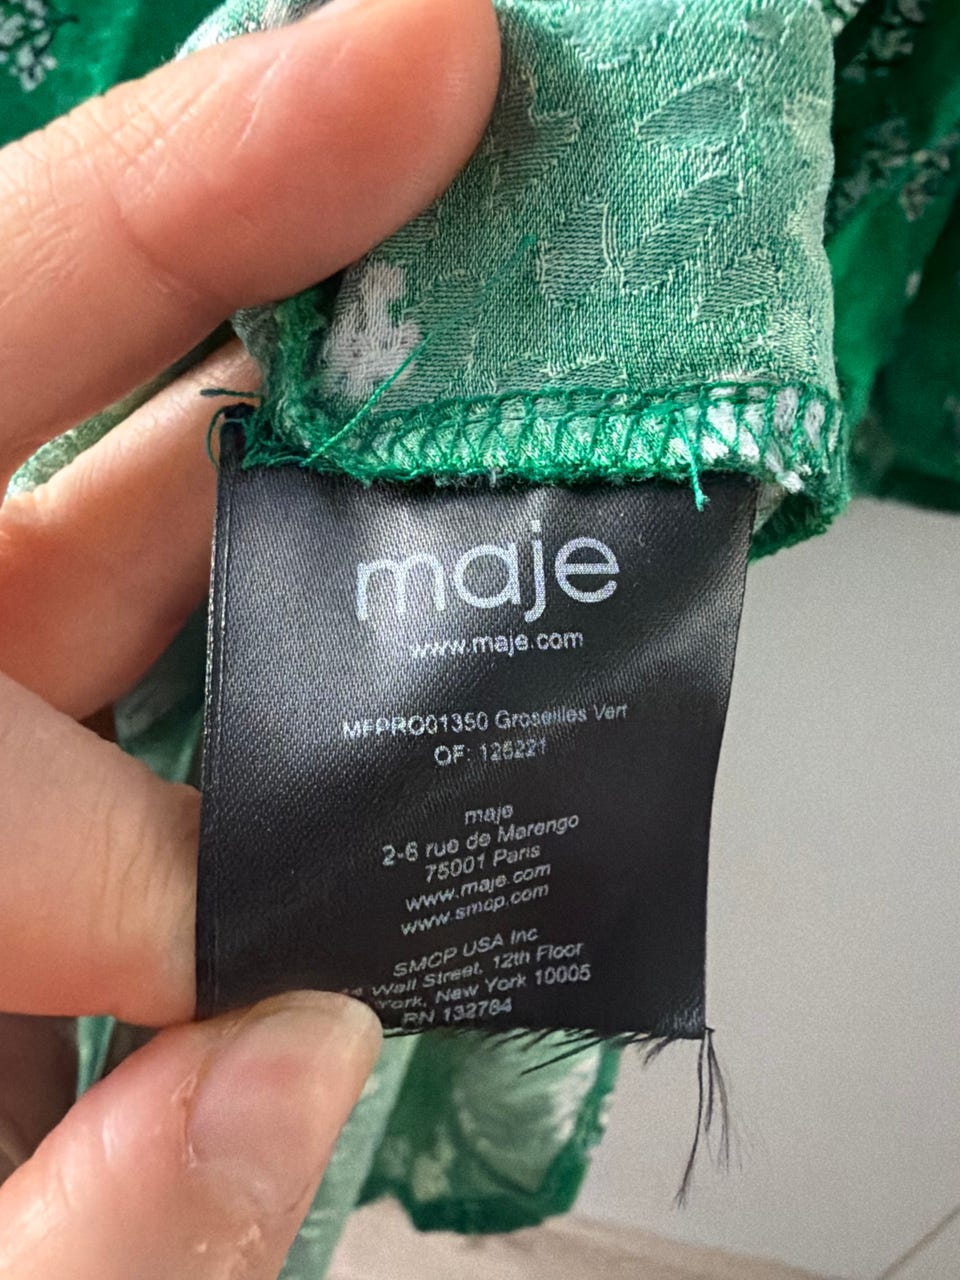 maje
www.maje.com
MFPRO01350 Groseilles Vert
OF: 126221
maje
2-6 rue de Marengo
75001 Paris
www.maje.com
www.smcp.com
SMCP USA Inc
Wall Street, 12th Floor
York, New York 10005
RN 132784